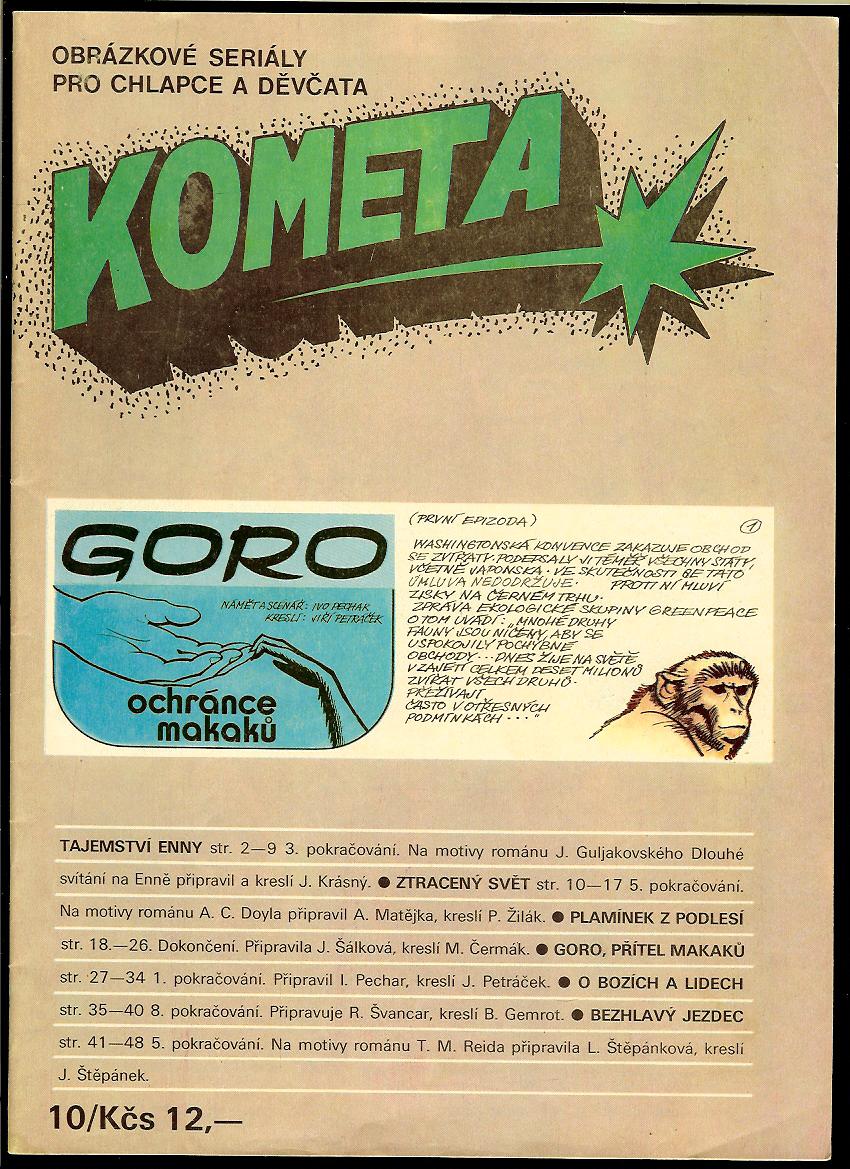 OBRÁZKOVÉ SERIÁLY
PRO CHLAPCE A DĚVČATA
KOMETA
GORO
NÁMĚT A SCÉNÁŘ: IVO PECHAR
KRESLÍ: JIŘÍ PETRÁČEK
ochránce
makaků
(PRVNÍ EPIZODA)
1
WASHINGTONSKÁ KONVENCE ZAKAZUJE OBCHOD
SE ZVÍŘATY. PODEPSALY JI TÉMĚŘ VŠECHNY STÁTY,
VČETNĚ JAPONSKA. VE SKUTEČNOSTI SE TATO
ÚMLUVA NEDODRŽUJE. PROTI NÍ MLUVÍ
ZISKY NA ČERNÉM TRHU.
ZPRÁVA EKOLOGICKÉ SKUPINY GREENPEACE
O TOM UVÁDÍ: „MNOHÉ DRUHY
FAUNY JSOU NIČENY, ABY SE
USPOKOJILY POCHYBNÉ
OBCHODY... DNES ŽIJE NA SVĚTĚ
V ZAJETÍ CELKEM DESET MILIONŮ
ZVÍŘAT VŠECH DRUHŮ.
PŘEŽÍVAJÍ
ČASTO V OTŘESNÝCH
PODMÍNKÁCH..."
TAJEMSTVÍ ENNY str. 2—9 3. pokračování. Na motivy románu J. Guljakovského Dlouhé
svítání na Enně připravil a kreslí J. Krásný. ● ZTRACENÝ SVĚT str. 10—17 5. pokračování.
Na motivy románu A. C. Doyla připravil A. Matějka, kreslí P. Žilák. ● PLAMÍNEK Z PODLESÍ
str. 18.—26. Dokončení. Připravila J. Šálková, kreslí M. Čermák. ● GORO, PŘÍTEL MAKAKŮ
str. 27—34 1. pokračování. Připravil I. Pechar, kreslí J. Petráček. ● O BOZÍCH A LIDECH
str. 35—40 8. pokračování. Připravuje R. Švancar, kreslí B. Gemrot. ● BEZHLAVÝ JEZDEC
str. 41—48 5. pokračování. Na motivy románu T. M. Reida připravila L. Štěpánková, kreslí
J. Štěpánek.
10/Kčs 12,—